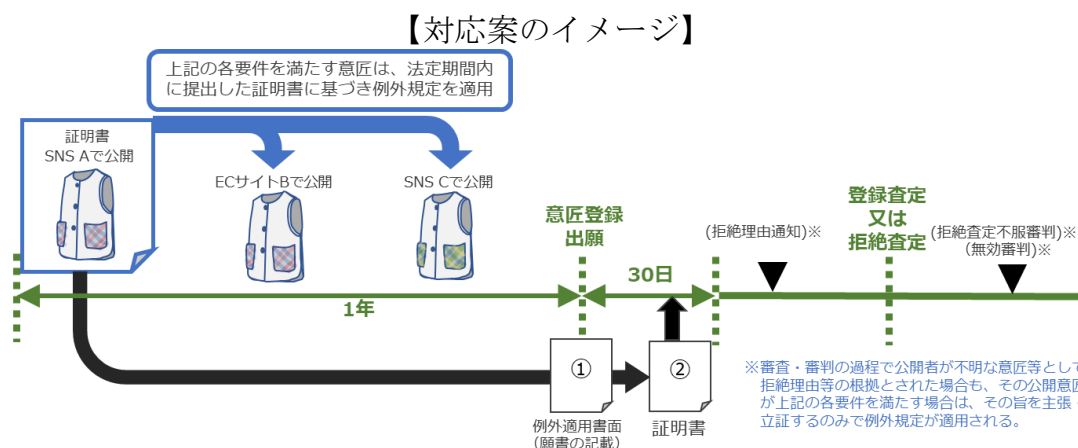 【対応案のイメージ】
上記の各要件を満たす意匠は、法定期間内
に提出した証明書に基づき例外規定を適用
証明書
SNS Aで公開
ECサイトBで公開
SNS Cで公開
意匠登録
出願
登録査定
又は
拒絶査定
(拒絶理由通知)※
(拒絶査定不服審判)※
(無効審判)※
1年
30日
①
②
例外適用書面
(願書の記載)
証明書
※審査・審判の過程で公開者が不明な意匠等として
拒絶理由等の根拠とされた場合も、その公開意匠
が上記の各要件を満たす場合は、その旨を主張・
立証するのみで例外規定が適用される。